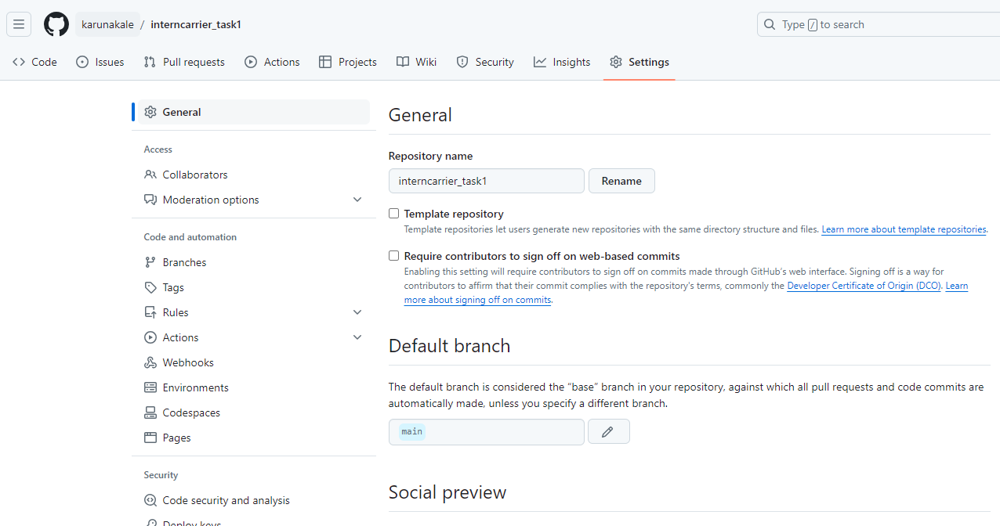 karunakale / interncarrier_task1
Type / to search
Code Issues Pull requests Actions Projects Wiki Security Insights Settings
General
Access
Collaborators
Moderation options
Code and automation
Branches
Tags
Rules
Actions
Webhooks
Environments
Codespaces
Pages
Security
Code security and analysis
Deploy keys
General
Repository name
interncarrier_task1 Rename
Template repository
Template repositories let users generate new repositories with the same directory structure and files. Learn more about template repositories.
Require contributors to sign off on web-based commits
Enabling this setting will require contributors to sign off on commits made through GitHub's web interface. Signing off is a way for
contributors to affirm that their commit complies with the repository's terms, commonly the Developer Certificate of Origin (DCO). Learn
more about signing off on commits.
Default branch
The default branch is considered the “base” branch in your repository, against which all pull requests and code commits are
automatically made, unless you specify a different branch.
main
Social preview